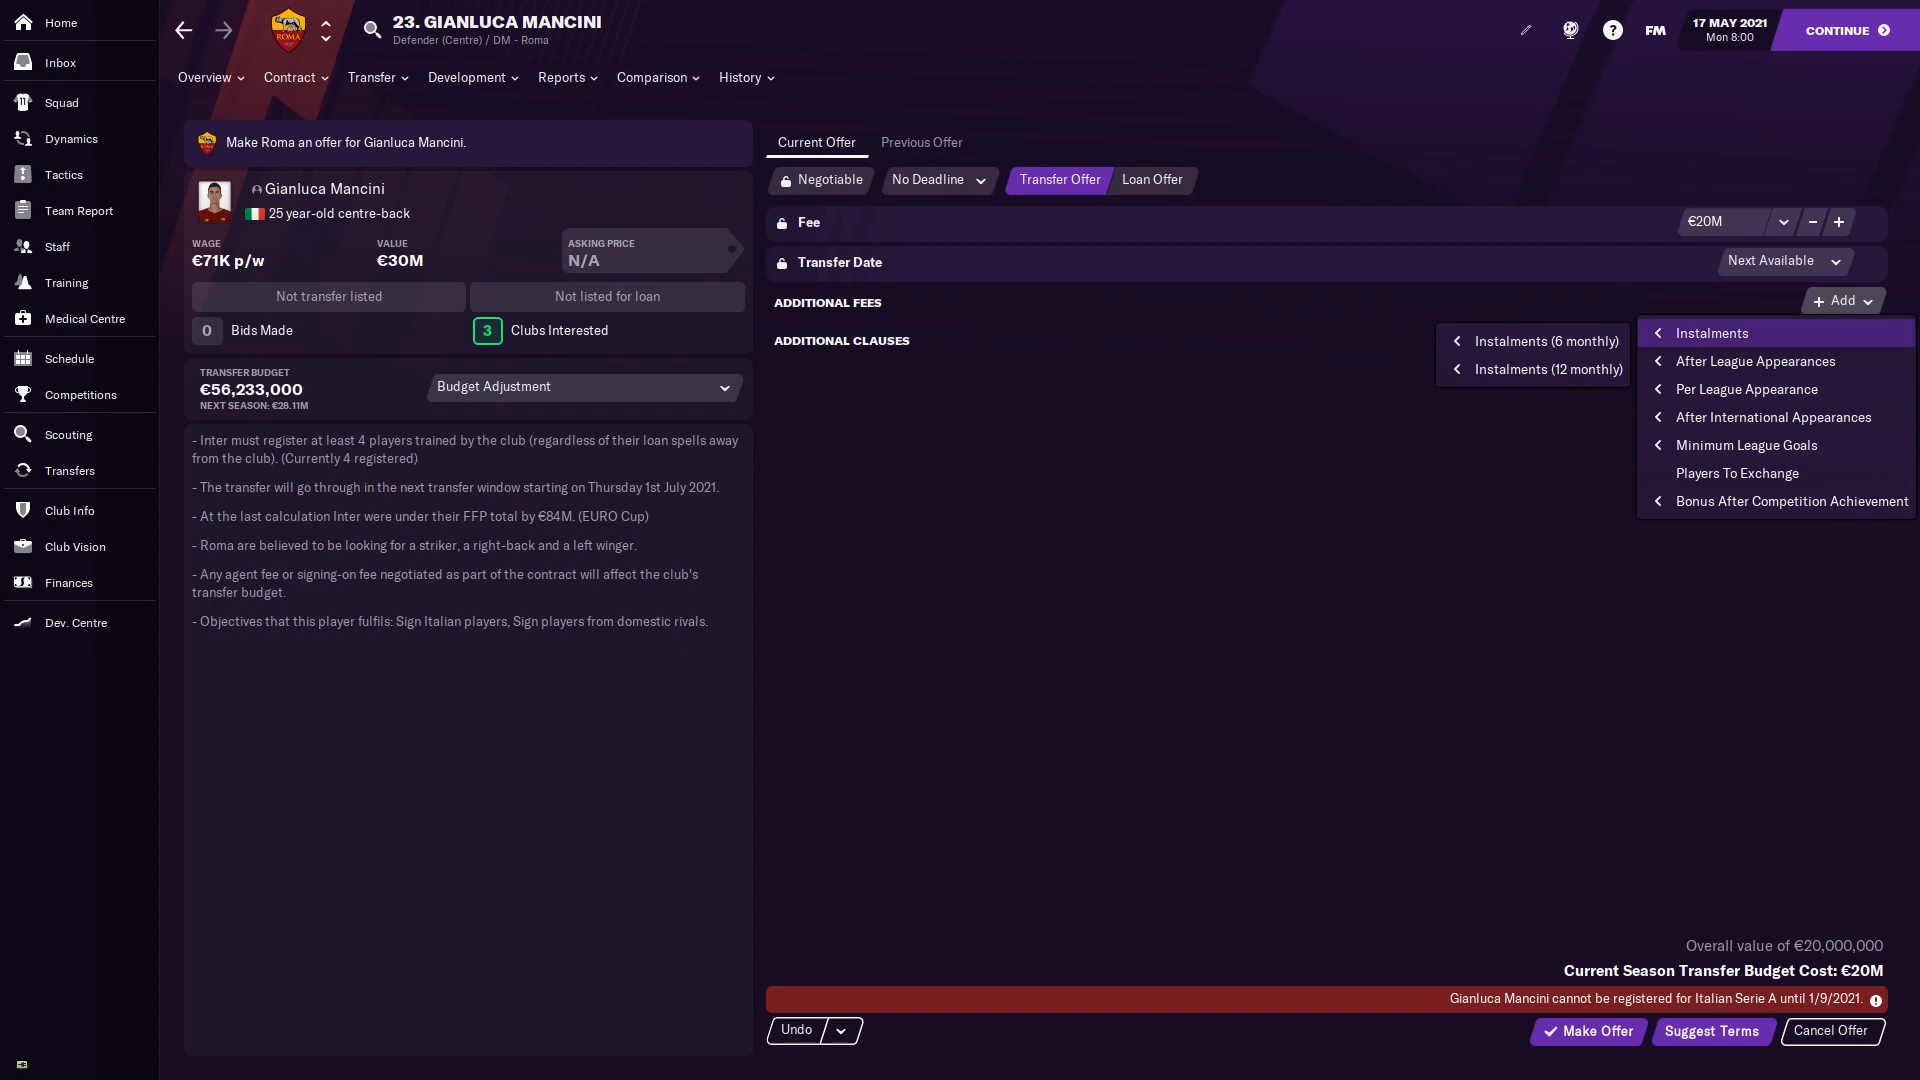 Home
Inbox
Squad
Dynamics
Tactics
Team Report
Staff
Training
Medical Centre
Schedule
Competitions
Scouting
Transfers
Club Info
Club Vision
Finances
Dev. Centre
23. GIANLUCA MANCINI
Defender (Centre) / DM - Roma
FM
17 MAY 2021
Mon 8:00
CONTINUE
Overview Contract Transfer Development Reports Comparison History
Make Roma an offer for Gianluca Mancini.
Gianluca Mancini
25 year-old centre-back
WAGE VALUE ASKING PRICE
€71K p/w €30M N/A
Not transfer listed Not listed for loan
0 Bids Made 3 Clubs Interested
TRANSFER BUDGET
€56,233,000
NEXT SEASON: €28.11M
Budget Adjustment
- Inter must register at least 4 players trained by the club (regardless of their loan spells away
from the club). (Currently 4 registered)
- The transfer will go through in the next transfer window starting on Thursday 1st July 2021.
- At the last calculation Inter were under their FFP total by €84M. (EURO Cup)
- Roma are believed to be looking for a striker, a right-back and a left winger.
- Any agent fee or signing-on fee negotiated as part of the contract will affect the club's
transfer budget.
- Objectives that this player fulfils: Sign Italian players, Sign players from domestic rivals.
Current Offer Previous Offer
Negotiable No Deadline Transfer Offer Loan Offer
Fee €20M - +
Transfer Date Next Available
ADDITIONAL FEES + Add
ADDITIONAL CLAUSES
Instalments (6 monthly)
Instalments (12 monthly)
Instalments
After League Appearances
Per League Appearance
After International Appearances
Minimum League Goals
Players To Exchange
Bonus After Competition Achievement
Overall value of €20,000,000
Current Season Transfer Budget Cost: €20M
Gianluca Mancini cannot be registered for Italian Serie A until 1/9/2021.
Undo Make Offer Suggest Terms Cancel Offer